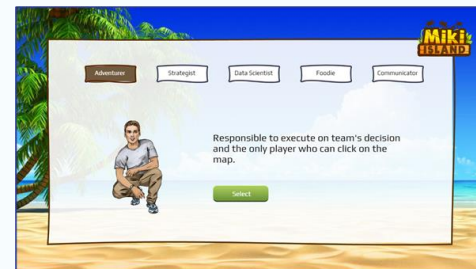 Miki
ISLAND
Adventurer
Strategist
Data Scientist
Foodie
Communicator
Responsible to execute on team's decision
and the only player who can click on the
map.
Select